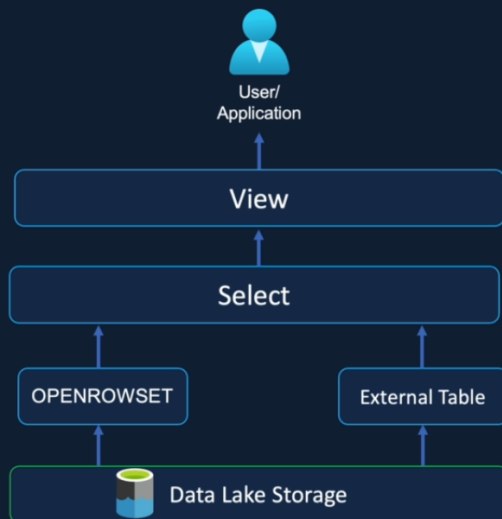 User/
Application
View
Select
OPENROWSET
External Table
Data Lake Storage